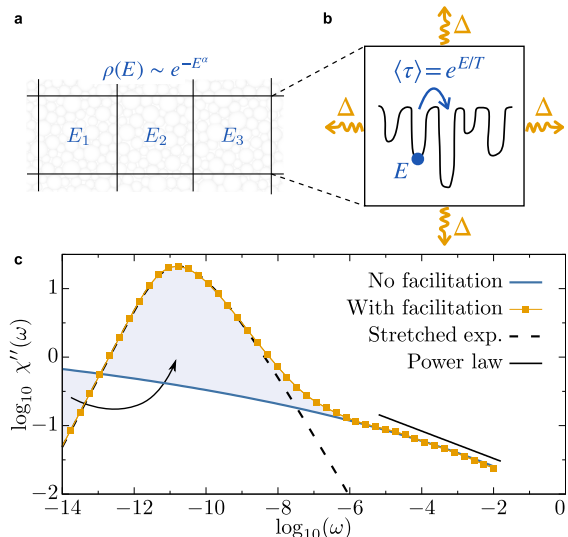 a
b
ρ(E) ∼ e^{-E^α}
E₁ E₂ E₃
⟨τ⟩ = e^{E/T}
Δ
Δ Δ
E
Δ
c
No facilitation
With facilitation
Stretched exp.
Power law
log₁₀ χ''(ω)
1
0
−1
−2
−14 −12 −10 −8 −6 −4 −2 0
log₁₀(ω)